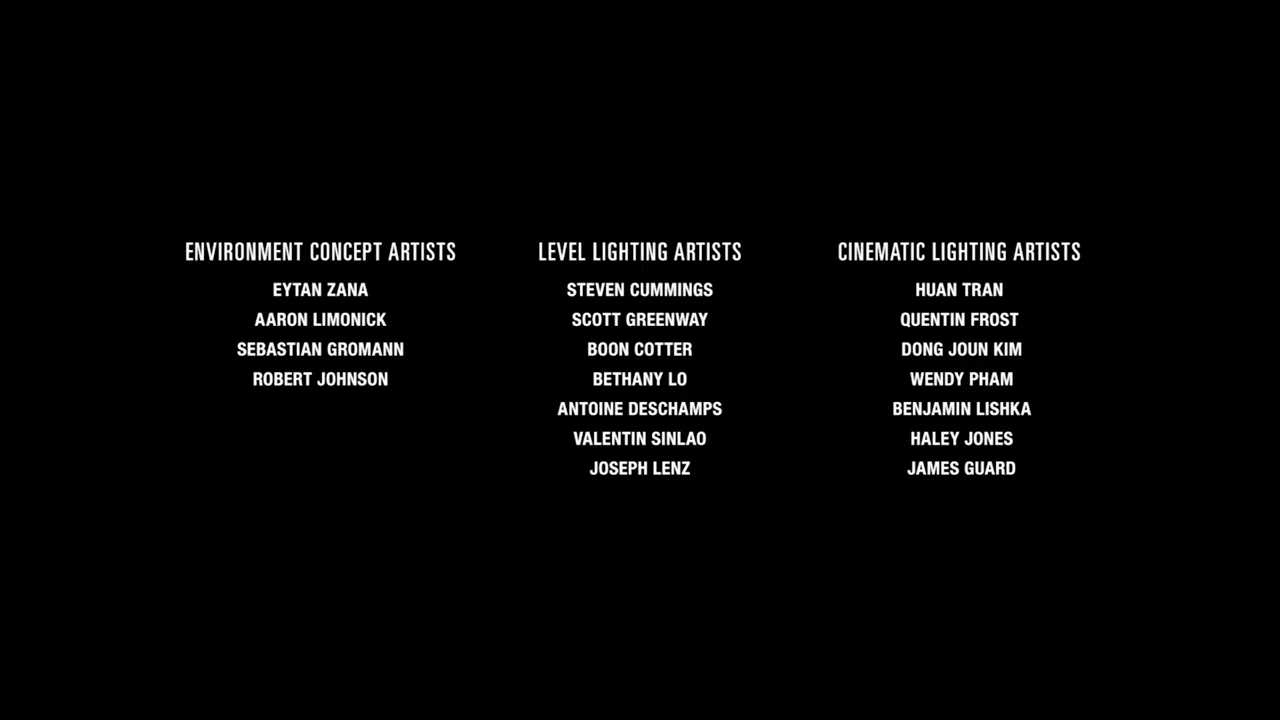 ENVIRONMENT CONCEPT ARTISTS
EYTAN ZANA
AARON LIMONICK
SEBASTIAN GROMANN
ROBERT JOHNSON
LEVEL LIGHTING ARTISTS
STEVEN CUMMINGS
SCOTT GREENWAY
BOON COTTER
BETHANY LO
ANTOINE DESCHAMPS
VALENTIN SINLAO
JOSEPH LENZ
CINEMATIC LIGHTING ARTISTS
HUAN TRAN
QUENTIN FROST
DONG JOUN KIM
WENDY PHAM
BENJAMIN LISHKA
HALEY JONES
JAMES GUARD